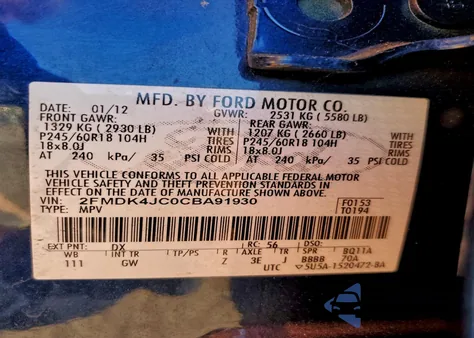 MFD. BY FORD MOTOR CO.
DATE: 01/12 GVWR: 2531 KG ( 5580 LB)
FRONT GAWR: REAR GAWR:
1329 KG ( 2930 LB) WITH 1207 KG ( 2660 LB) WITH
P245/60R18 104H TIRES P245/60R18 104H TIRES
18x8.0J RIMS 18x8.0J RIMS
AT 240 kPa/ 35 PSI COLD AT 240 kPa/ 35 PSI COLD
THIS VEHICLE CONFORMS TO ALL APPLICABLE FEDERAL MOTOR
VEHICLE SAFETY AND THEFT PREVENTION STANDARDS IN
EFFECT ON THE DATE OF MANUFACTURE SHOWN ABOVE.
VIN: 2FMDK4JC0CBA91930 F0153
TYPE: MPV T0194
EXT PNT: DX RC: 56 DSO:
WB INT TR TP/PS R AXLE TR SPR BQ11A
111 GW Z 3E J BBBB 70A
UTC 5U5A-1520472-BA